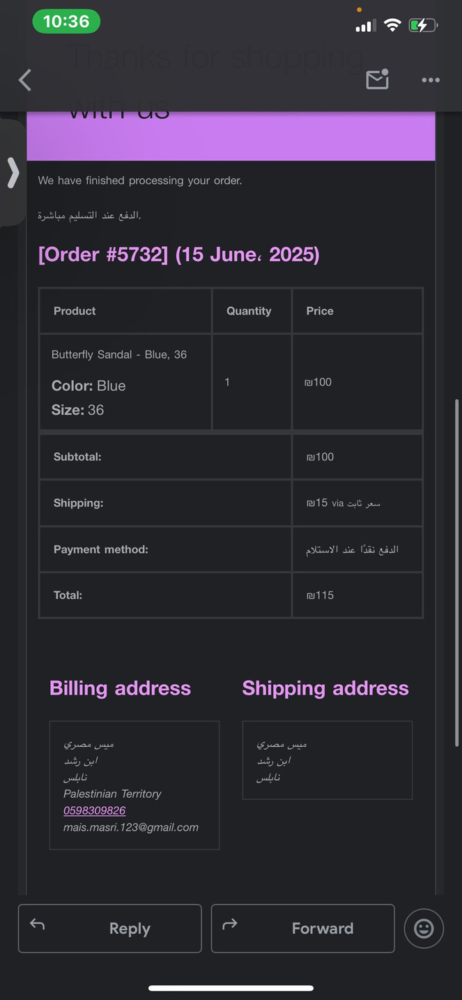 10:36
Thanks for shopping
with us
We have finished processing your order.
الدفع عند التسليم مباشرة.
[Order #5732] (15 June، 2025)
Product Quantity Price
Butterfly Sandal - Blue, 36
Color: Blue
Size: 36
1
₪100
Subtotal: ₪100
Shipping: ₪15 via سعر ثابت
Payment method: الدفع نقدًا عند الاستلام
Total: ₪115
Billing address
ميس مصري
ابن رشد
نابلس
Palestinian Territory
0598309826
mais.masri.123@gmail.com
Shipping address
ميس مصري
ابن رشد
نابلس
Reply
Forward